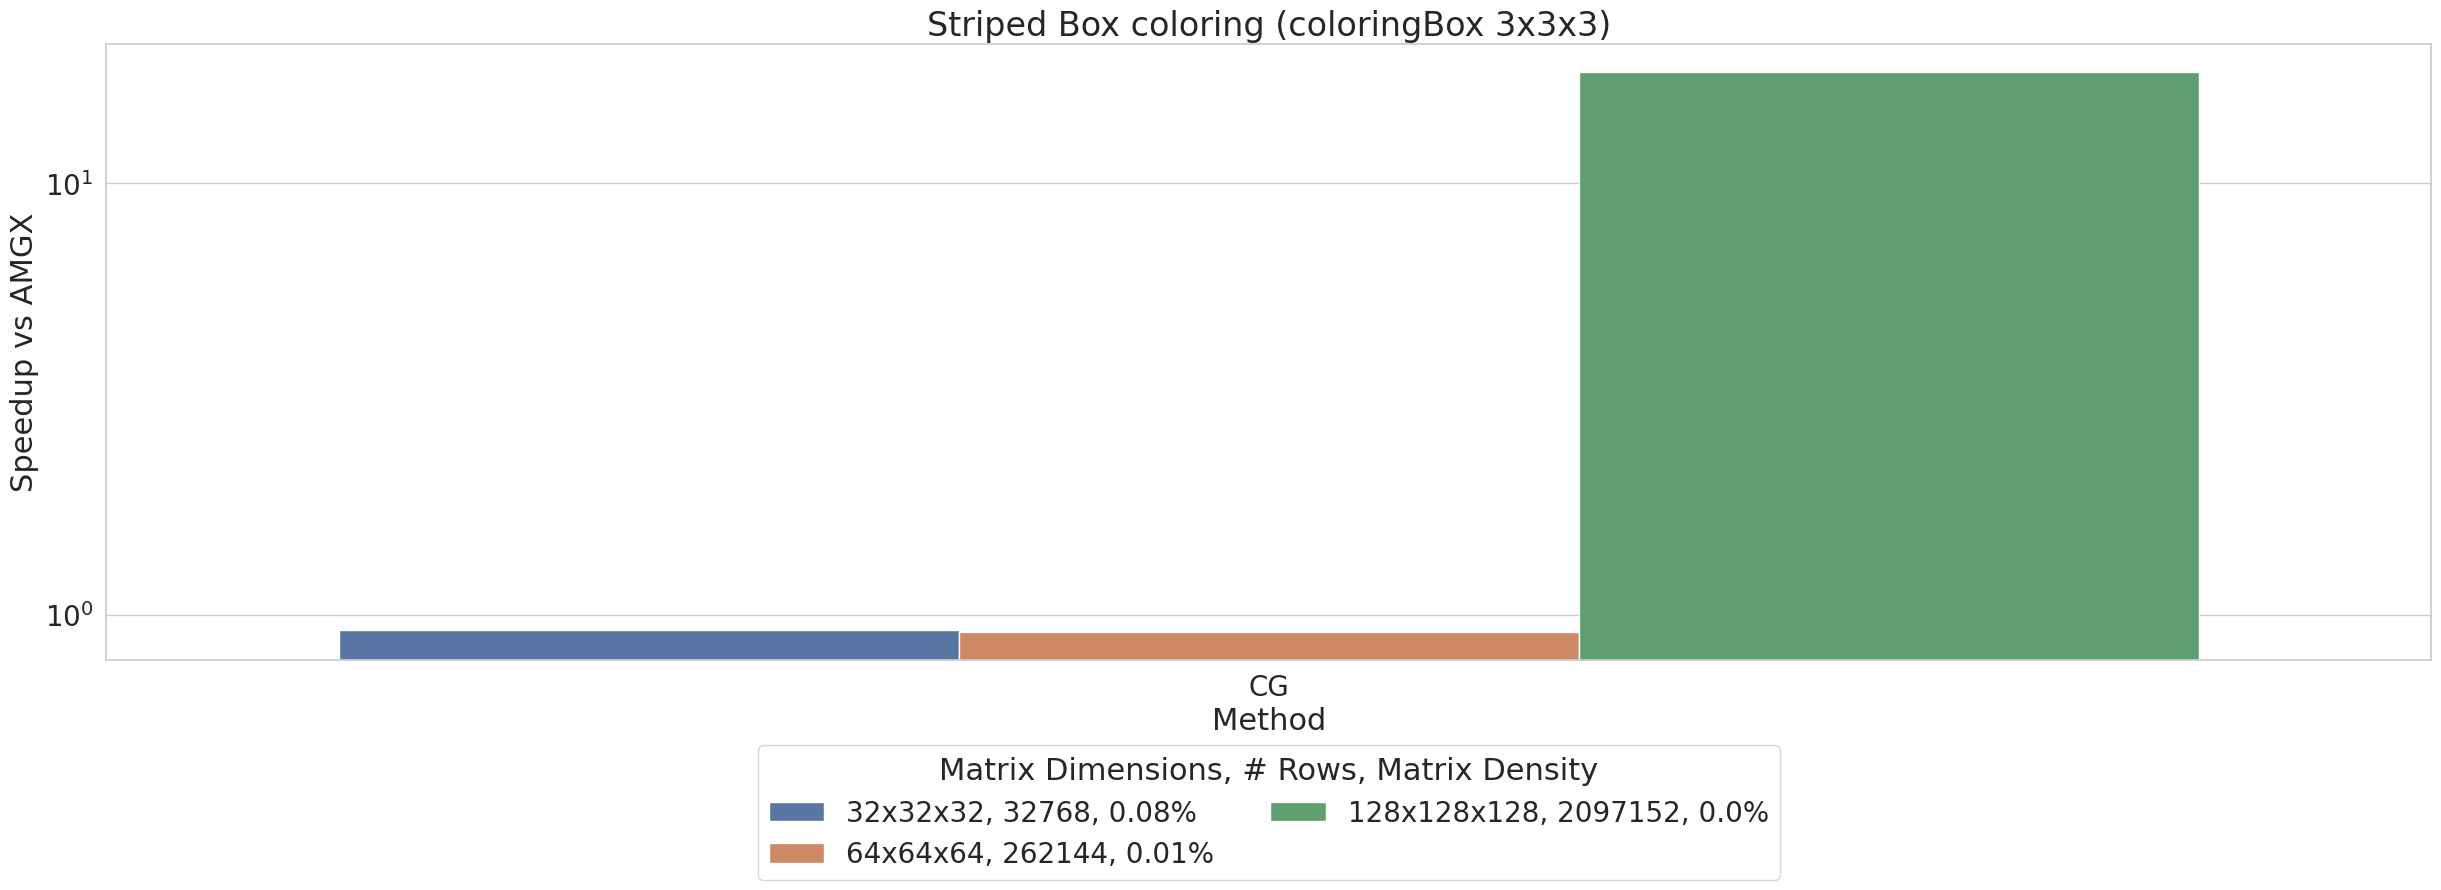 Striped Box coloring (coloringBox 3x3x3)
10¹
Speedup vs AMGX
10⁰
CG
Method
Matrix Dimensions, # Rows, Matrix Density
32x32x32, 32768, 0.08%
64x64x64, 262144, 0.01%
128x128x128, 2097152, 0.0%